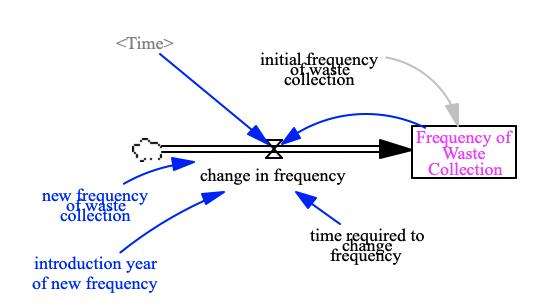 <Time>
initial frequency
of waste
collection
Frequency of
Waste
Collection
change in frequency
new frequency
of waste
collection
time required to
change
frequency
introduction year
of new frequency